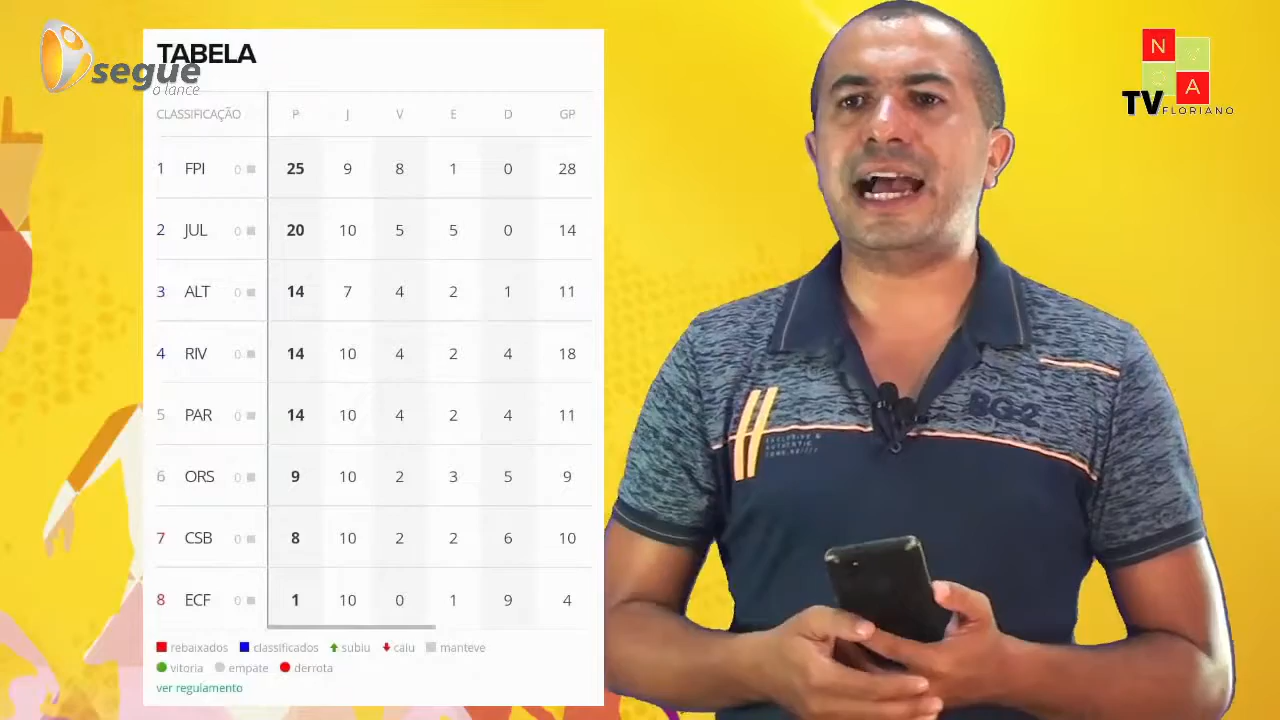 segue
o lance
TABELA
CLASSIFICAÇÃO P J V E D GP
1 FPI 0 25 9 8 1 0 28
2 JUL 0 20 10 5 5 0 14
3 ALT 0 14 7 4 2 1 11
4 RIV 0 14 10 4 2 4 18
5 PAR 0 14 10 4 2 4 11
6 ORS 0 9 10 2 3 5 9
7 CSB 0 8 10 2 2 6 10
8 ECF 0 1 10 0 1 9 4
rebaixados classificados subiu caiu manteve
vitoria empate derrota
ver regulamento
N V
A
TV FLORIANO
BG-2